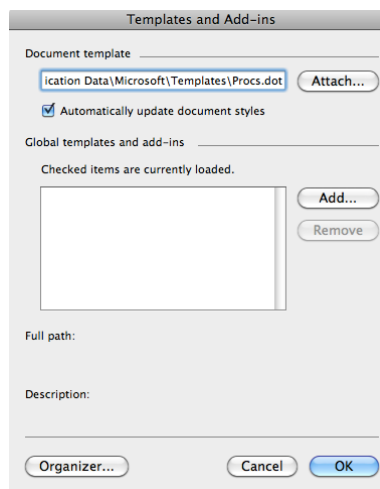 Templates and Add-ins
Document template
ication Data\Microsoft\Templates\Procs.dot Attach...
Automatically update document styles
Global templates and add-ins
Checked items are currently loaded.
Add...
Remove
Full path:
Description:
Organizer... Cancel OK